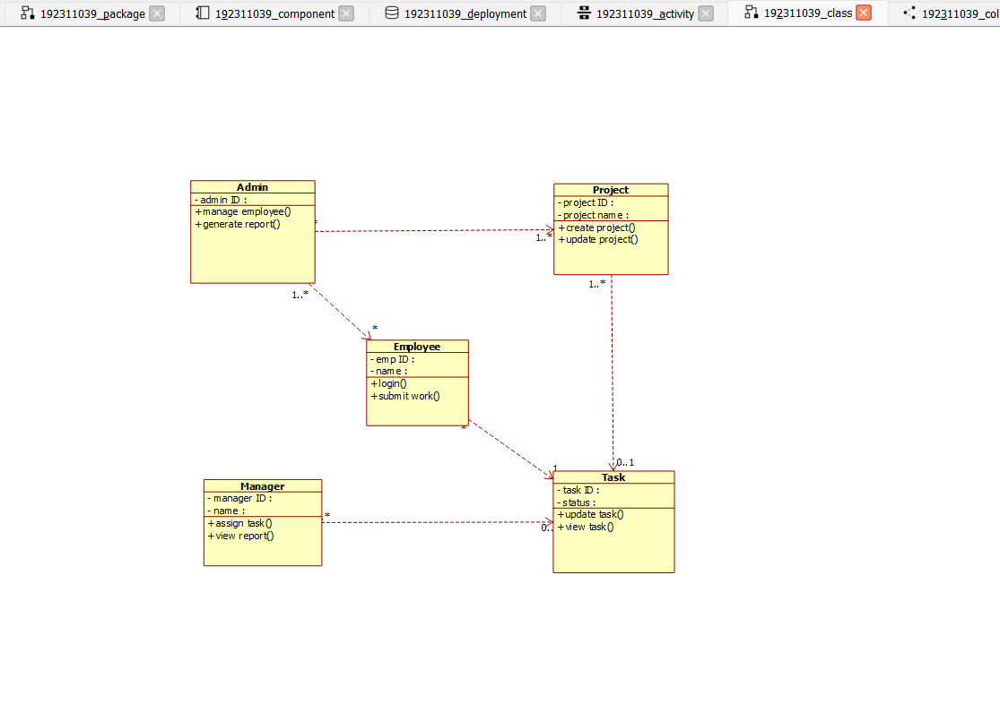 192311039_package
192311039_component
192311039_deployment
192311039_activity
192311039_class
192311039_col
Admin
- admin ID :
+manage employee()
+generate report()
*
1..*
Project
- project ID :
- project name :
+create project()
+update project()
1..*
*
1..*
0..1
Employee
- emp ID :
- name :
+login()
+submit work()
*
1
Manager
- manager ID :
- name :
+assign task()
+view report()
*
0..
Task
- task ID :
- status :
+update task()
+view task()